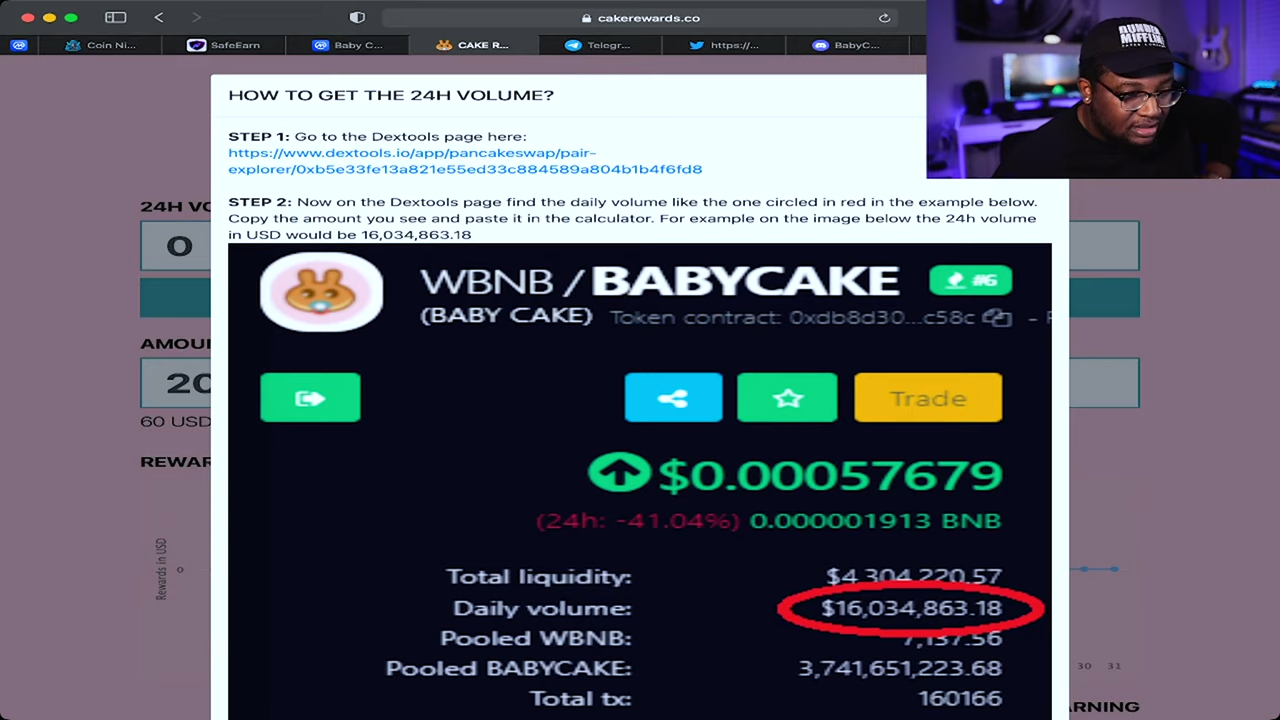 cakerewards.co
Coin Ni...
SafeEarn
Baby C...
CAKE R...
Telegr...
https:/...
BabyC...
DUNDER
MIFFLIN
HOW TO GET THE 24H VOLUME?
STEP 1: Go to the Dextools page here:
https://www.dextools.io/app/pancakeswap/pair-
explorer/0xb5e33fe13a821e55ed33c884589a804b1b4f6fd8
STEP 2: Now on the Dextools page find the daily volume like the one circled in red in the example below.
Copy the amount you see and paste it in the calculator. For example on the image below the 24h volume
in USD would be 16,034,863.18
24H VO
0
AMOUN
20
60 USD
REWAR
Rewards in USD
0
WBNB / BABYCAKE
#6
(BABY CAKE) Token contract: 0xdb8d30...c58c -
Trade
$0.00057679
(24h: -41.04%) 0.000001913 BNB
Total liquidity: $4,304,220.57
Daily volume: $16,034,863.18
Pooled WBNB: 7,137.56
Pooled BABYCAKE: 3,741,651,223.68
Total tx: 160166
30 31
ARNING